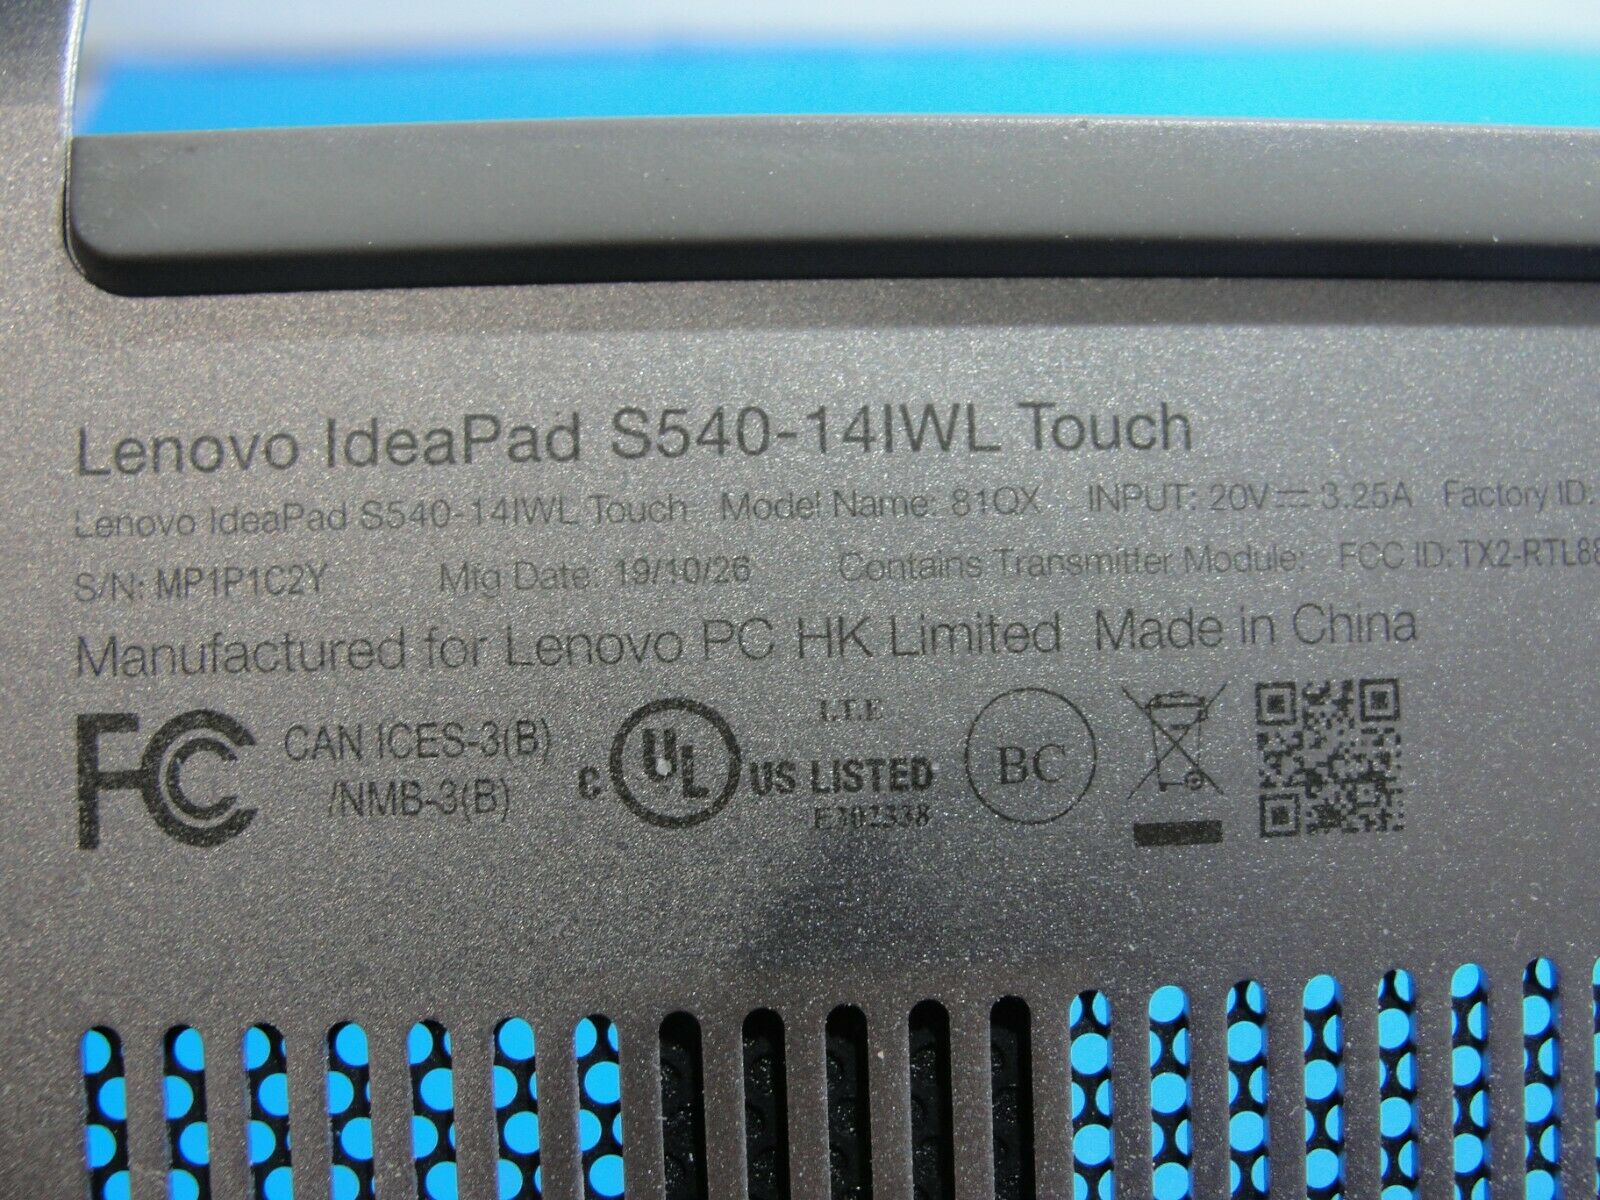 Lenovo IdeaPad S540-14IWL Touch
Lenovo IdeaPad S540-14IWL Touch Model Name: 81QX INPUT: 20V⎓3.25A Factory ID:
S/N: MP1P1C2Y Mfg Date: 19/10/26 Contains Transmitter Module: FCC ID: TX2-RTL88
Manufactured for Lenovo PC HK Limited Made in China
FC CAN ICES-3(B)
/NMB-3(B)
I.T.E
c UL US LISTED
E202338
BC